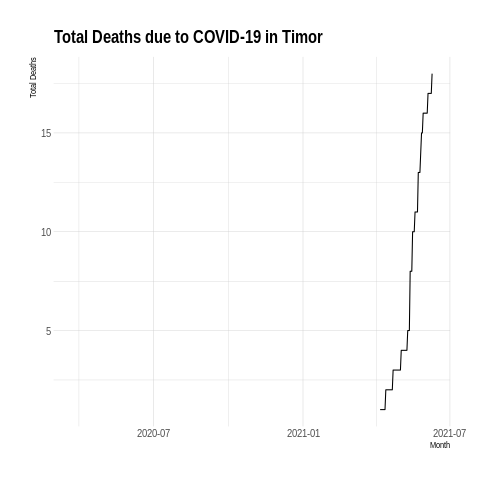 Total Deaths due to COVID-19 in Timor
Total Deaths
15
10
5
2020-07
2021-01
2021-07
Month